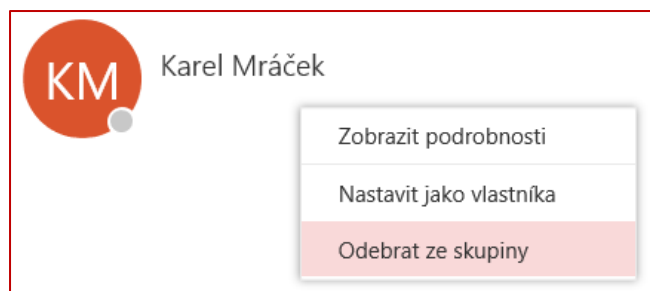 KM
Karel Mráček
Zobrazit podrobnosti
Nastavit jako vlastníka
Odebrat ze skupiny